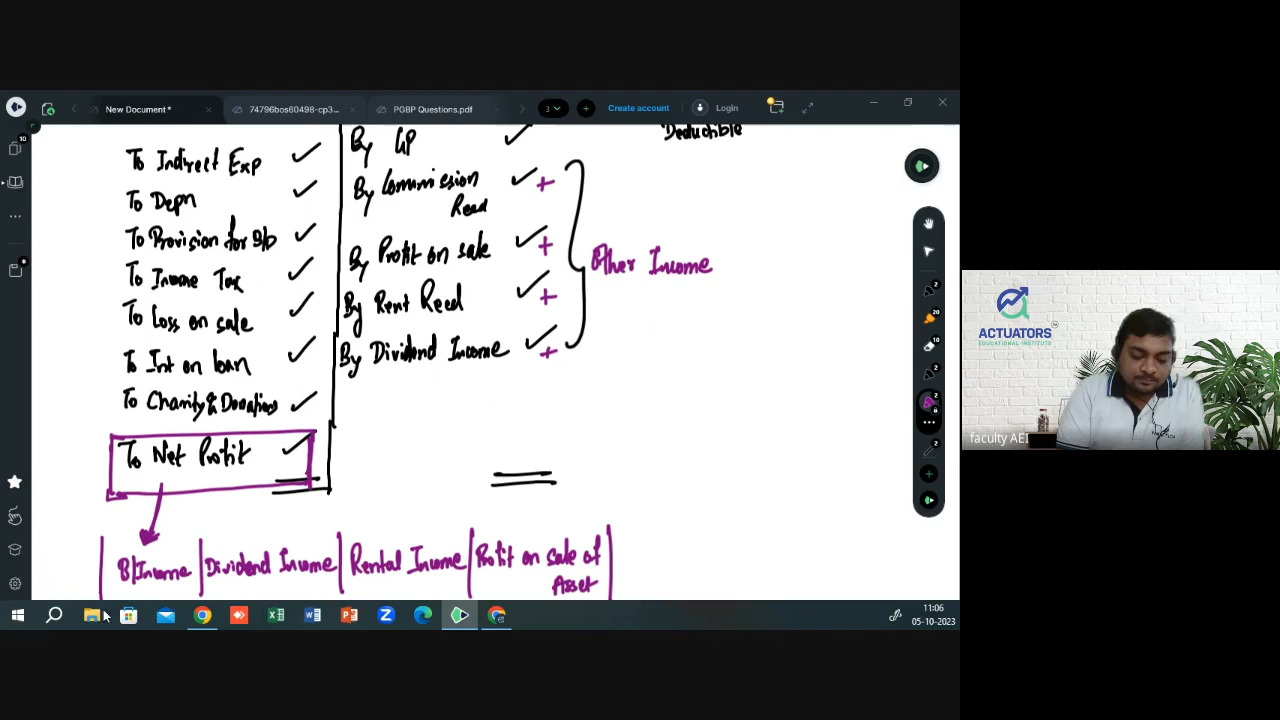 New Document *
74796bos60498-cp3...
PGBP Questions.pdf
3
Create account
Login
Deductible
To Indirect Exp
To Depn
To Provision for B/D
To Income Tax
To Loss on sale
To Int on loan
To Charity & Donations
To Net Profit
By GP
By Commission
Recd
By Profit on sale
By Rent Recd
By Dividend Income
Other Income
B/Income
Dividend Income
Rental Income
Profit on sale of
Asset
ACTUATORS
EDUCATIONAL INSTITUTE
faculty AEI
11:06
05-10-2023